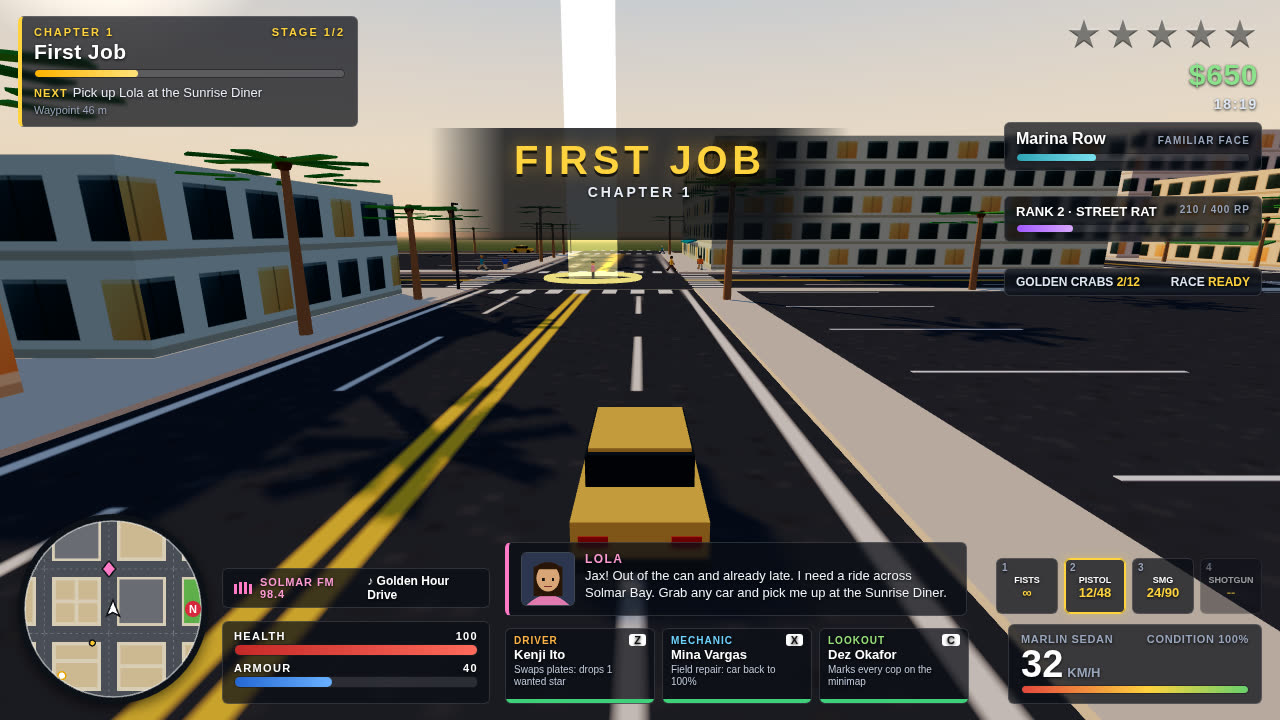 CHAPTER 1
STAGE 1/2
First Job
NEXT Pick up Lola at the Sunrise Diner
Waypoint 46 m
$650
18:19
Marina Row
FAMILIAR FACE
RANK 2 · STREET RAT
210 / 400 RP
GOLDEN CRABS 2/12
RACE READY
FIRST JOB
CHAPTER 1
N
SOLMAR FM
98.4
♪ Golden Hour
Drive
HEALTH
100
ARMOUR
40
LOLA
Jax! Out of the can and already late. I need a ride across
Solmar Bay. Grab any car and pick me up at the Sunrise Diner.
DRIVER
Z
Kenji Ito
Swaps plates: drops 1
wanted star
MECHANIC
X
Mina Vargas
Field repair: car back to
100%
LOOKOUT
C
Dez Okafor
Marks every cop on the
minimap
1
FISTS
∞
2
PISTOL
12/48
3
SMG
24/90
4
SHOTGUN
--
MARLIN SEDAN
CONDITION 100%
32 KM/H